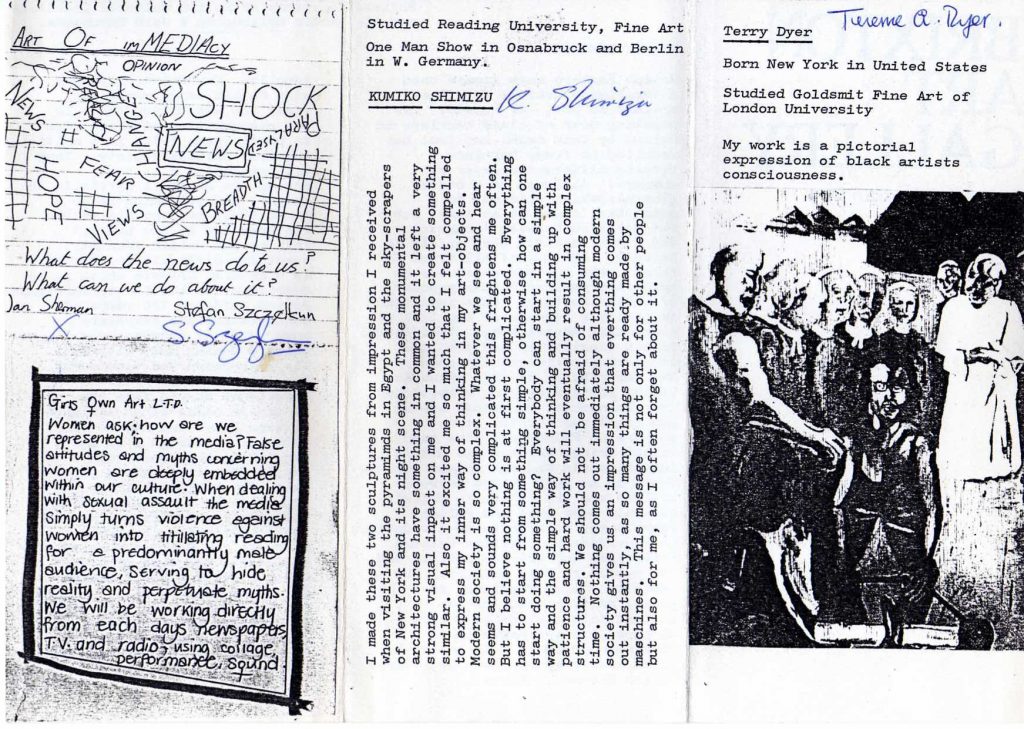 ART OF imMEDIACY
OPINION
NEWS
SHOCK
PARALYSED
CHANGE
NEWS
HOPE
FEAR
BREADTH
VIEWS
What does the news do to us?
What can we do about it?
Ian Sherman Stefan Szczelkun
X
Girls Own Art L.T.D.
Women ask: how are we
represented in the media? False
attitudes and myths concerning
women are deeply embedded
within our culture. When dealing
with sexual assault the media
simply turns violence against
women into titilating reading
for a predominantly male
audience, serving to hide
reality and perpetuate myths.
We will be working directly
from each days newspapers,
T.V. and radio, using collage,
performance, sound.
Studied Reading University, Fine Art
One Man Show in Osnabruck and Berlin
in W. Germany.
KUMIKO SHIMIZU K. Shimizu
I made these two sculptures from impression I received
when visiting the pyramids in Egypt and the sky-scrapers
of New York and its night scene. These monumental
architectures have something in common and it left a very
strong visual inpact on me and I wanted to create something
similar. Also it excited me so much that I felt compelled
to express my inner way of thinking in my art-objects.
Modern society is so complex. Whatever we see and hear
seems and sounds very complicated this frightens me often.
But I believe nothing is at first complicated. Everything
has to start from something simple, otherwise how can one
start doing something? Everybody can start in a simple
way and the simple way of thinking and building up with
patience and hard work will eventually result in complex
structures. We should not be afraid of consuming
time. Nothing comes out immediately although modern
society gives us an impression that everthing comes
out instantly, as so many things are ready made by
maschines. This message is not only for other people
but also for me, as I often forget about it.
Tereme A. Dyer.
Terry Dyer
Born New York in United States
Studied Goldsmit Fine Art of
London University
My work is a pictorial
expression of black artists
consciousness.